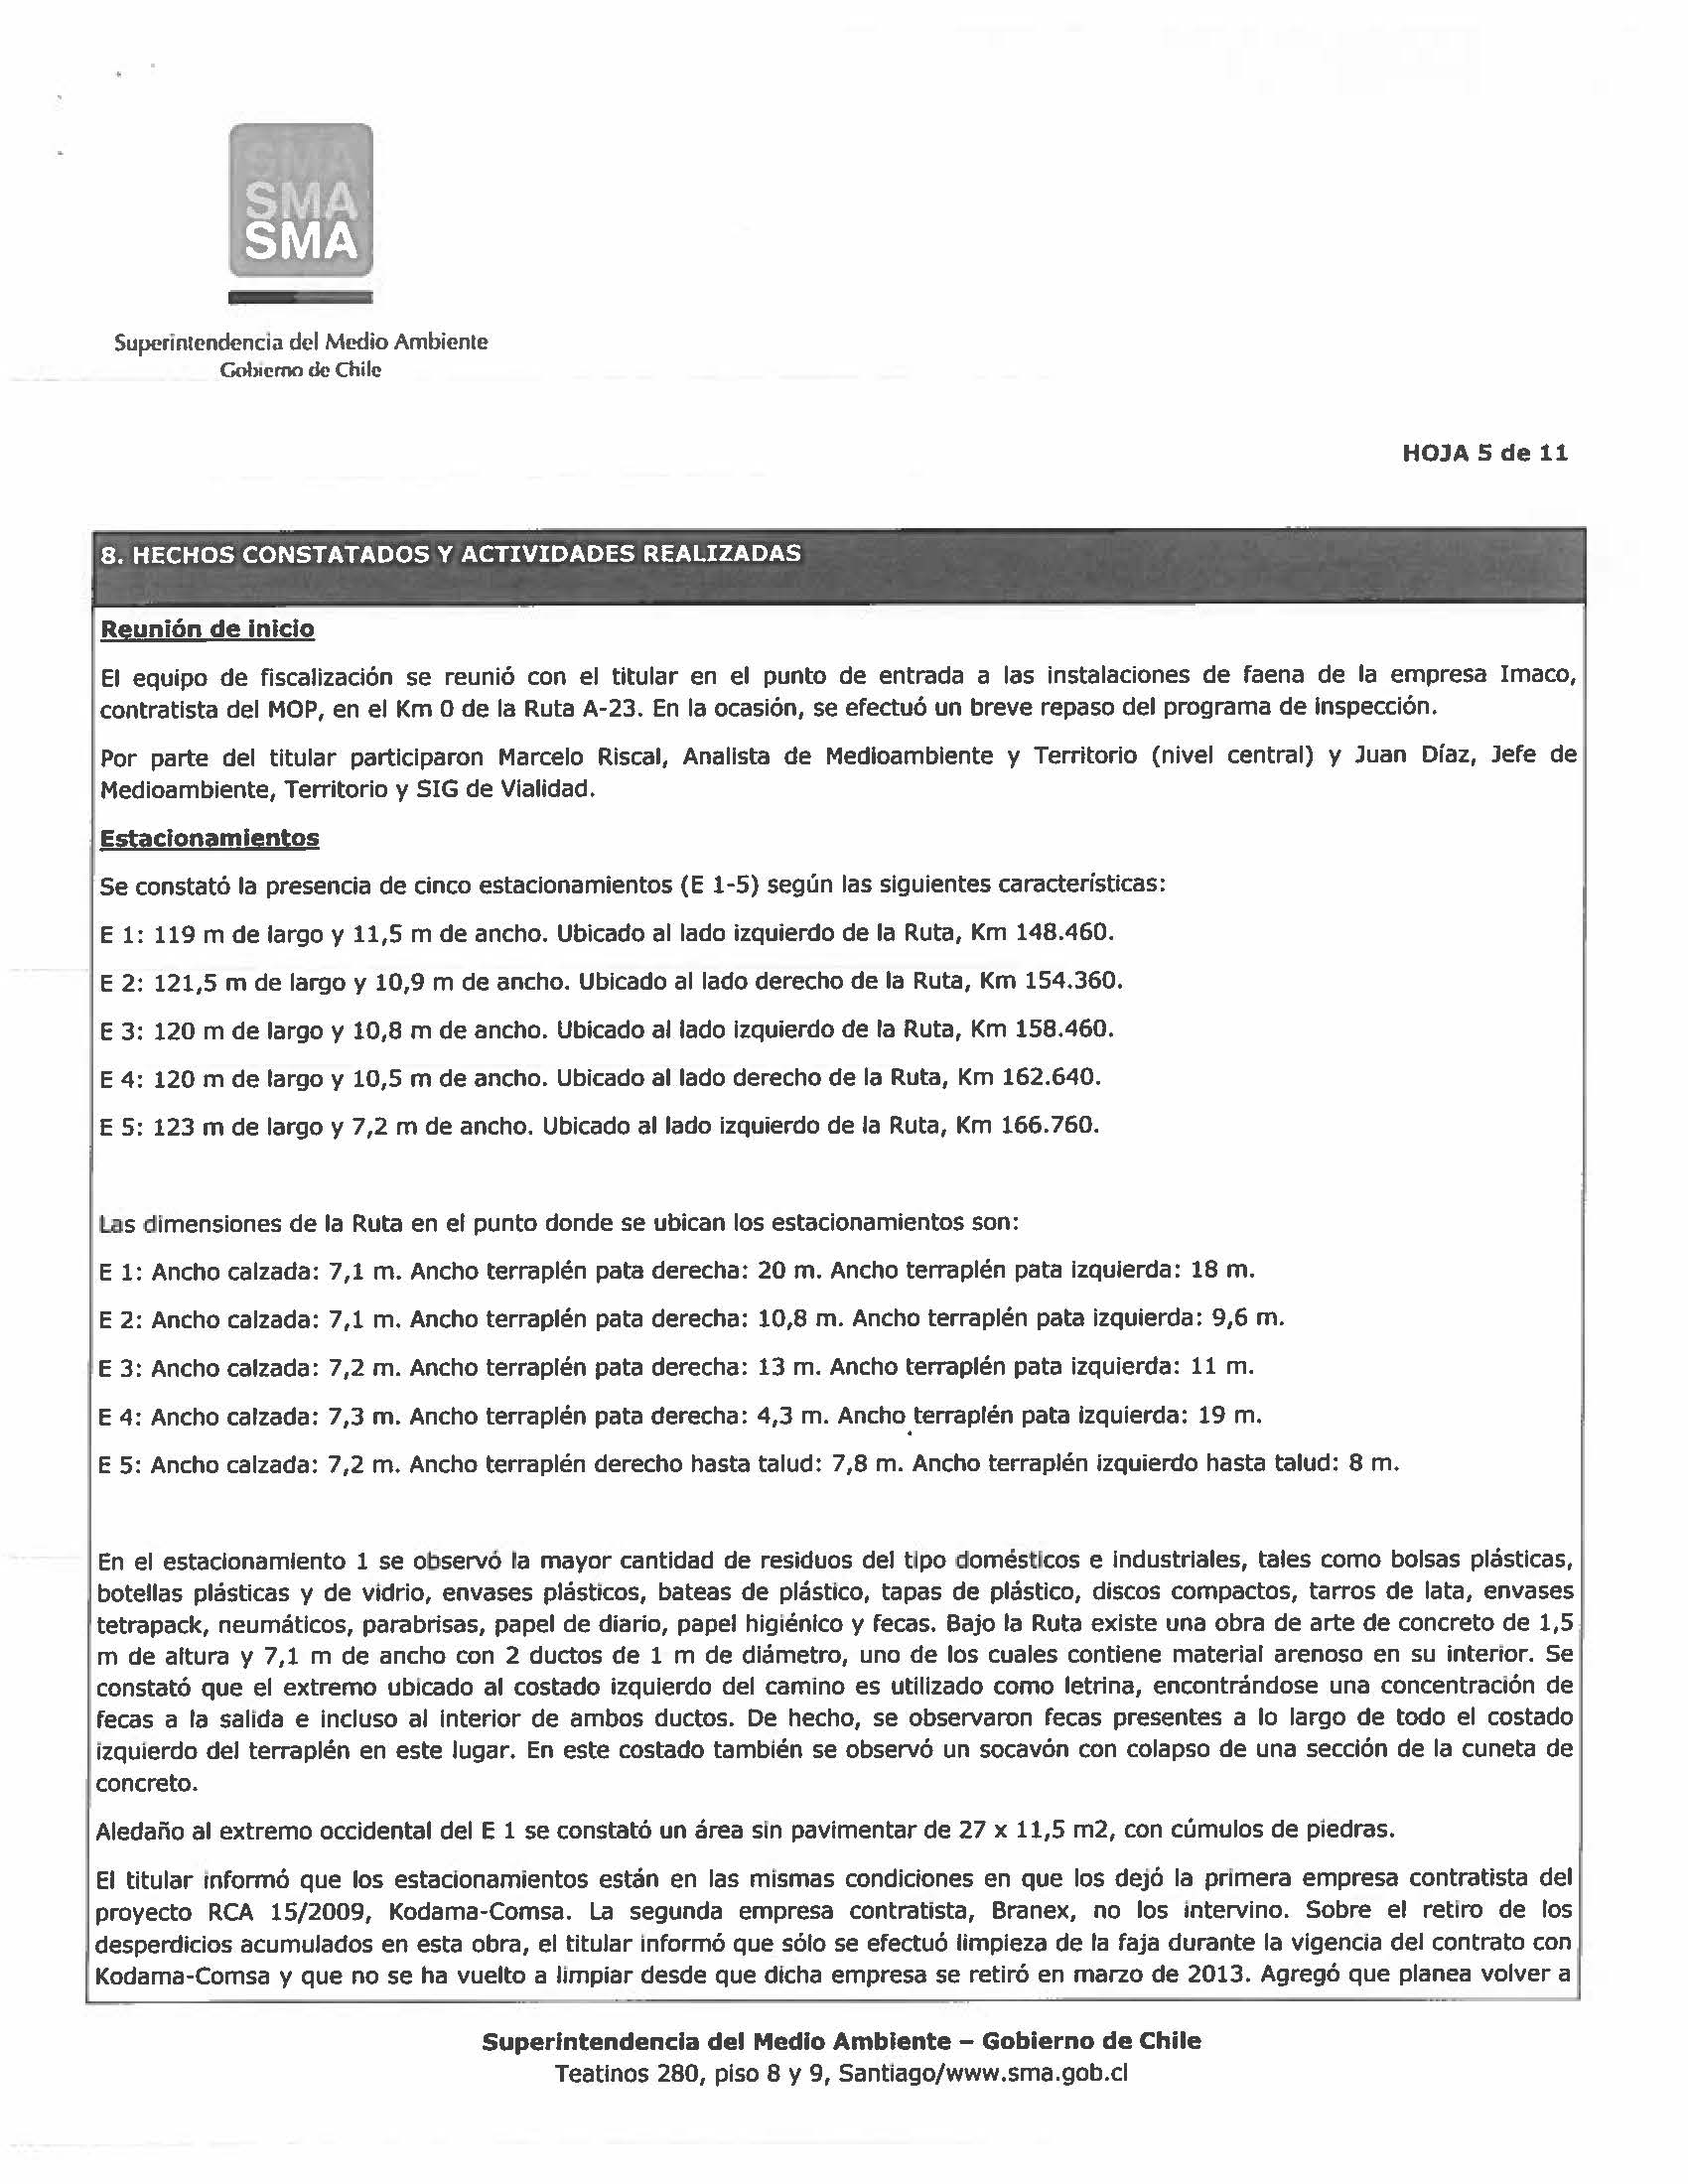 SMA
SMA
SMA
Superintendencia del Medio Ambiente
Gobierno de Chile
HOJA 5 de 11
8. HECHOS CONSTATADOS Y ACTIVIDADES REALIZADAS
Reunión de inicio
El equipo de fiscalización se reunió con el titular en el punto de entrada a las instalaciones de faena de la empresa Imaco,
contratista del MOP, en el Km 0 de la Ruta A-23. En la ocasión, se efectuó un breve repaso del programa de inspección.
Por parte del titular participaron Marcelo Riscal, Analista de Medioambiente y Territorio (nivel central) y Juan Díaz, Jefe de
Medioambiente, Territorio y SIG de Vialidad.
Estacionamientos
Se constató la presencia de cinco estacionamientos (E 1-5) según las siguientes características:
E 1: 119 m de largo y 11,5 m de ancho. Ubicado al lado izquierdo de la Ruta, Km 148.460.
E 2: 121,5 m de largo y 10,9 m de ancho. Ubicado al lado derecho de la Ruta, Km 154.360.
E 3: 120 m de largo y 10,8 m de ancho. Ubicado al lado izquierdo de la Ruta, Km 158.460.
E 4: 120 m de largo y 10,5 m de ancho. Ubicado al lado derecho de la Ruta, Km 162.640.
E 5: 123 m de largo y 7,2 m de ancho. Ubicado al lado izquierdo de la Ruta, Km 166.760.
Las dimensiones de la Ruta en el punto donde se ubican los estacionamientos son:
E 1: Ancho calzada: 7,1 m. Ancho terraplén pata derecha: 20 m. Ancho terraplén pata izquierda: 18 m.
E 2: Ancho calzada: 7,1 m. Ancho terraplén pata derecha: 10,8 m. Ancho terraplén pata izquierda: 9,6 m.
E 3: Ancho calzada: 7,2 m. Ancho terraplén pata derecha: 13 m. Ancho terraplén pata izquierda: 11 m.
E 4: Ancho calzada: 7,3 m. Ancho terraplén pata derecha: 4,3 m. Ancho terraplén pata izquierda: 19 m.
E 5: Ancho calzada: 7,2 m. Ancho terraplén derecho hasta talud: 7,8 m. Ancho terraplén izquierdo hasta talud: 8 m.
En el estacionamiento 1 se observó la mayor cantidad de residuos del tipo domésticos e industriales, tales como bolsas plásticas,
botellas plásticas y de vidrio, envases plásticos, bateas de plástico, tapas de plástico, discos compactos, tarros de lata, envases
tetrapack, neumáticos, parabrisas, papel de diario, papel higiénico y fecas. Bajo la Ruta existe una obra de arte de concreto de 1,5
m de altura y 7,1 m de ancho con 2 ductos de 1 m de diámetro, uno de los cuales contiene material arenoso en su interior. Se
constató que el extremo ubicado al costado izquierdo del camino es utilizado como letrina, encontrándose una concentración de
fecas a la salida e incluso al interior de ambos ductos. De hecho, se observaron fecas presentes a lo largo de todo el costado
izquierdo del terraplén en este lugar. En este costado también se observó un socavón con colapso de una sección de la cuneta de
concreto.
Aledaño al extremo occidental del E 1 se constató un área sin pavimentar de 27 x 11,5 m2, con cúmulos de piedras.
El titular informó que los estacionamientos están en las mismas condiciones en que los dejó la primera empresa contratista del
proyecto RCA 15/2009, Kodama-Comsa. La segunda empresa contratista, Branex, no los intervino. Sobre el retiro de los
desperdicios acumulados en esta obra, el titular informó que sólo se efectuó limpieza de la faja durante la vigencia del contrato con
Kodama-Comsa y que no se ha vuelto a limpiar desde que dicha empresa se retiró en marzo de 2013. Agregó que planea volver a
Superintendencia del Medio Ambiente – Gobierno de Chile
Teatinos 280, piso 8 y 9, Santiago/www.sma.gob.cl